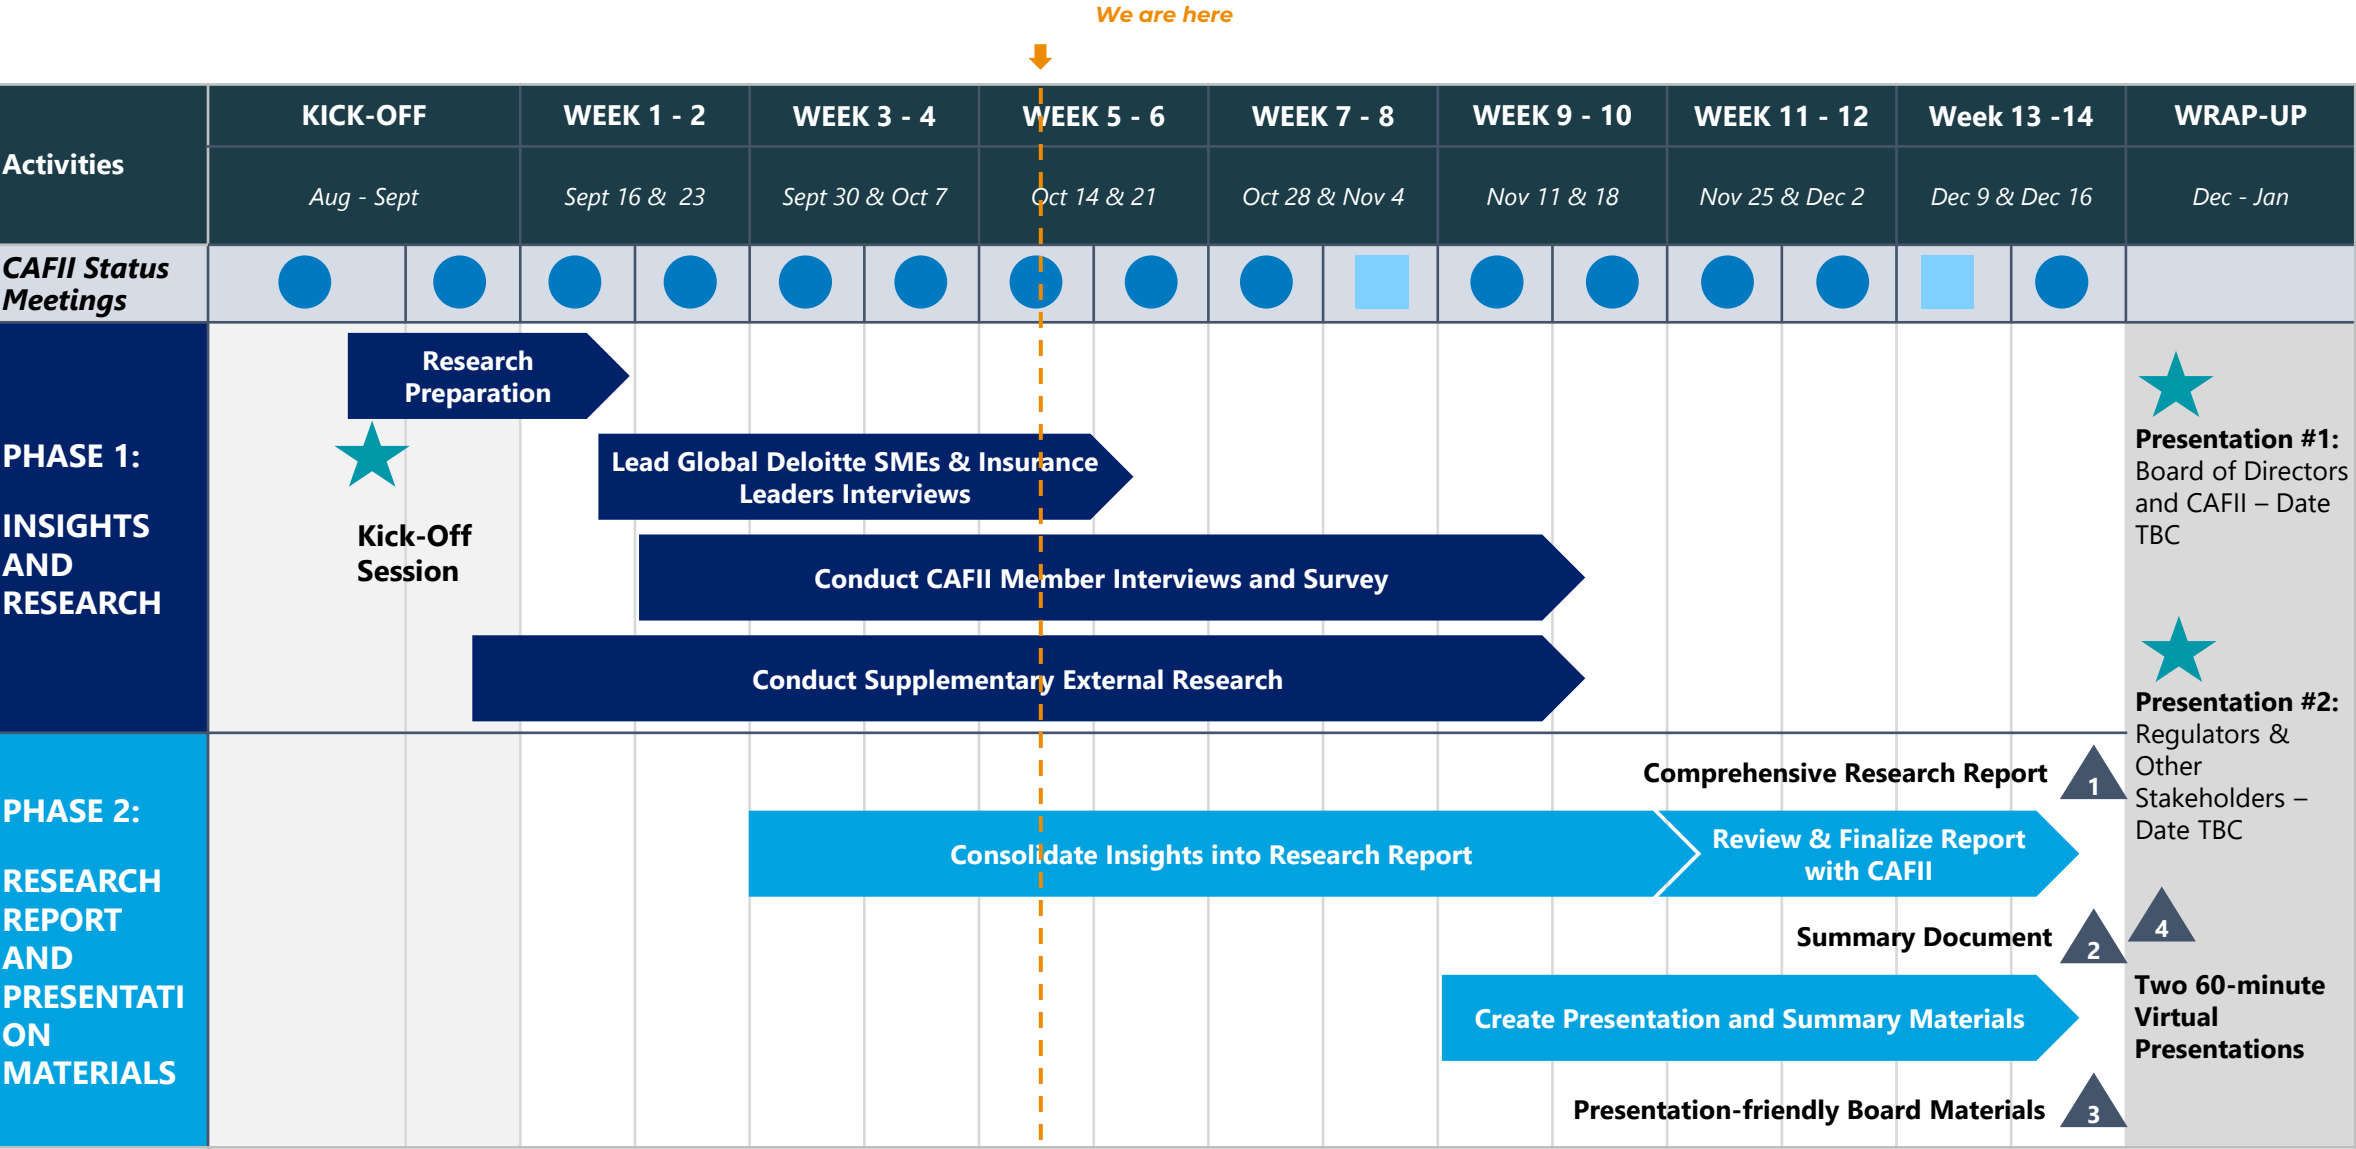 We are here
Activities
KICK-OFF
WEEK 1 - 2
WEEK 3 - 4
WEEK 5 - 6
WEEK 7 - 8
WEEK 9 - 10
WEEK 11 - 12
Week 13 -14
WRAP-UP
Aug - Sept
Sept 16 & 23
Sept 30 & Oct 7
Oct 14 & 21
Oct 28 & Nov 4
Nov 11 & 18
Nov 25 & Dec 2
Dec 9 & Dec 16
Dec - Jan
CAFII Status
Meetings
PHASE 1:
INSIGHTS
AND
RESEARCH
Research
Preparation
Kick-Off
Session
Lead Global Deloitte SMEs & Insurance
Leaders Interviews
Conduct CAFII Member Interviews and Survey
Conduct Supplementary External Research
Presentation #1:
Board of Directors
and CAFII – Date
TBC
Presentation #2:
Regulators &
Other
Stakeholders –
Date TBC
PHASE 2:
RESEARCH
REPORT
AND
PRESENTATI
ON
MATERIALS
Comprehensive Research Report
1
Consolidate Insights into Research Report
Review & Finalize Report
with CAFII
Summary Document
2
4
Create Presentation and Summary Materials
Two 60-minute
Virtual
Presentations
Presentation-friendly Board Materials
3